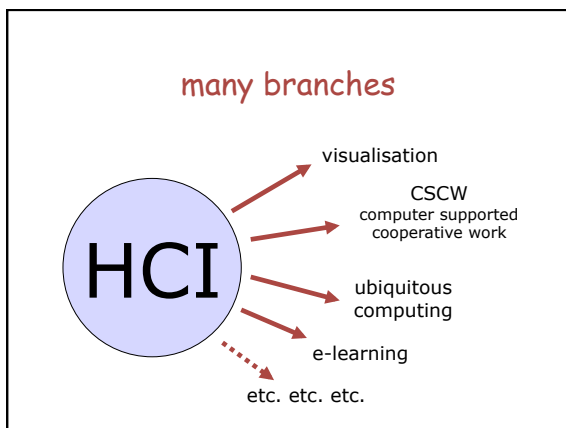 many branches
visualisation
CSCW
computer supported
cooperative work
HCI
ubiquitous
computing
e-learning
etc. etc. etc.